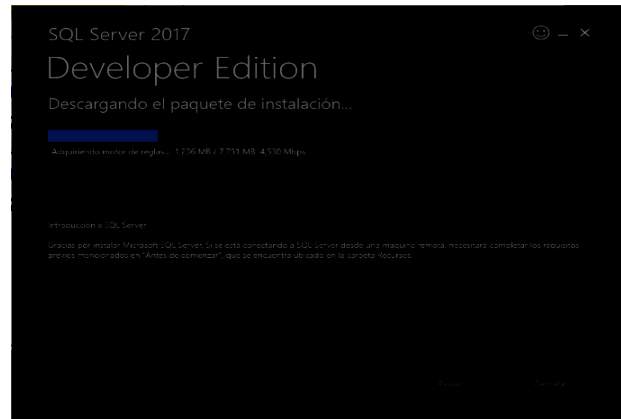 SQL Server 2017
Developer Edition
Descargando el paquete de instalación...
Adquiriendo motor de reglas... 1,236 MB / 7,751 MB 4,530 Mbps
Introducción a SQL Server
Gracias por instalar Microsoft SQL Server. Si se está conectando a SQL Server desde una máquina remota, necesitará completar los requisitos
previos mencionados en "Antes de comenzar", que se encuentra ubicada en la carpeta Recursos.